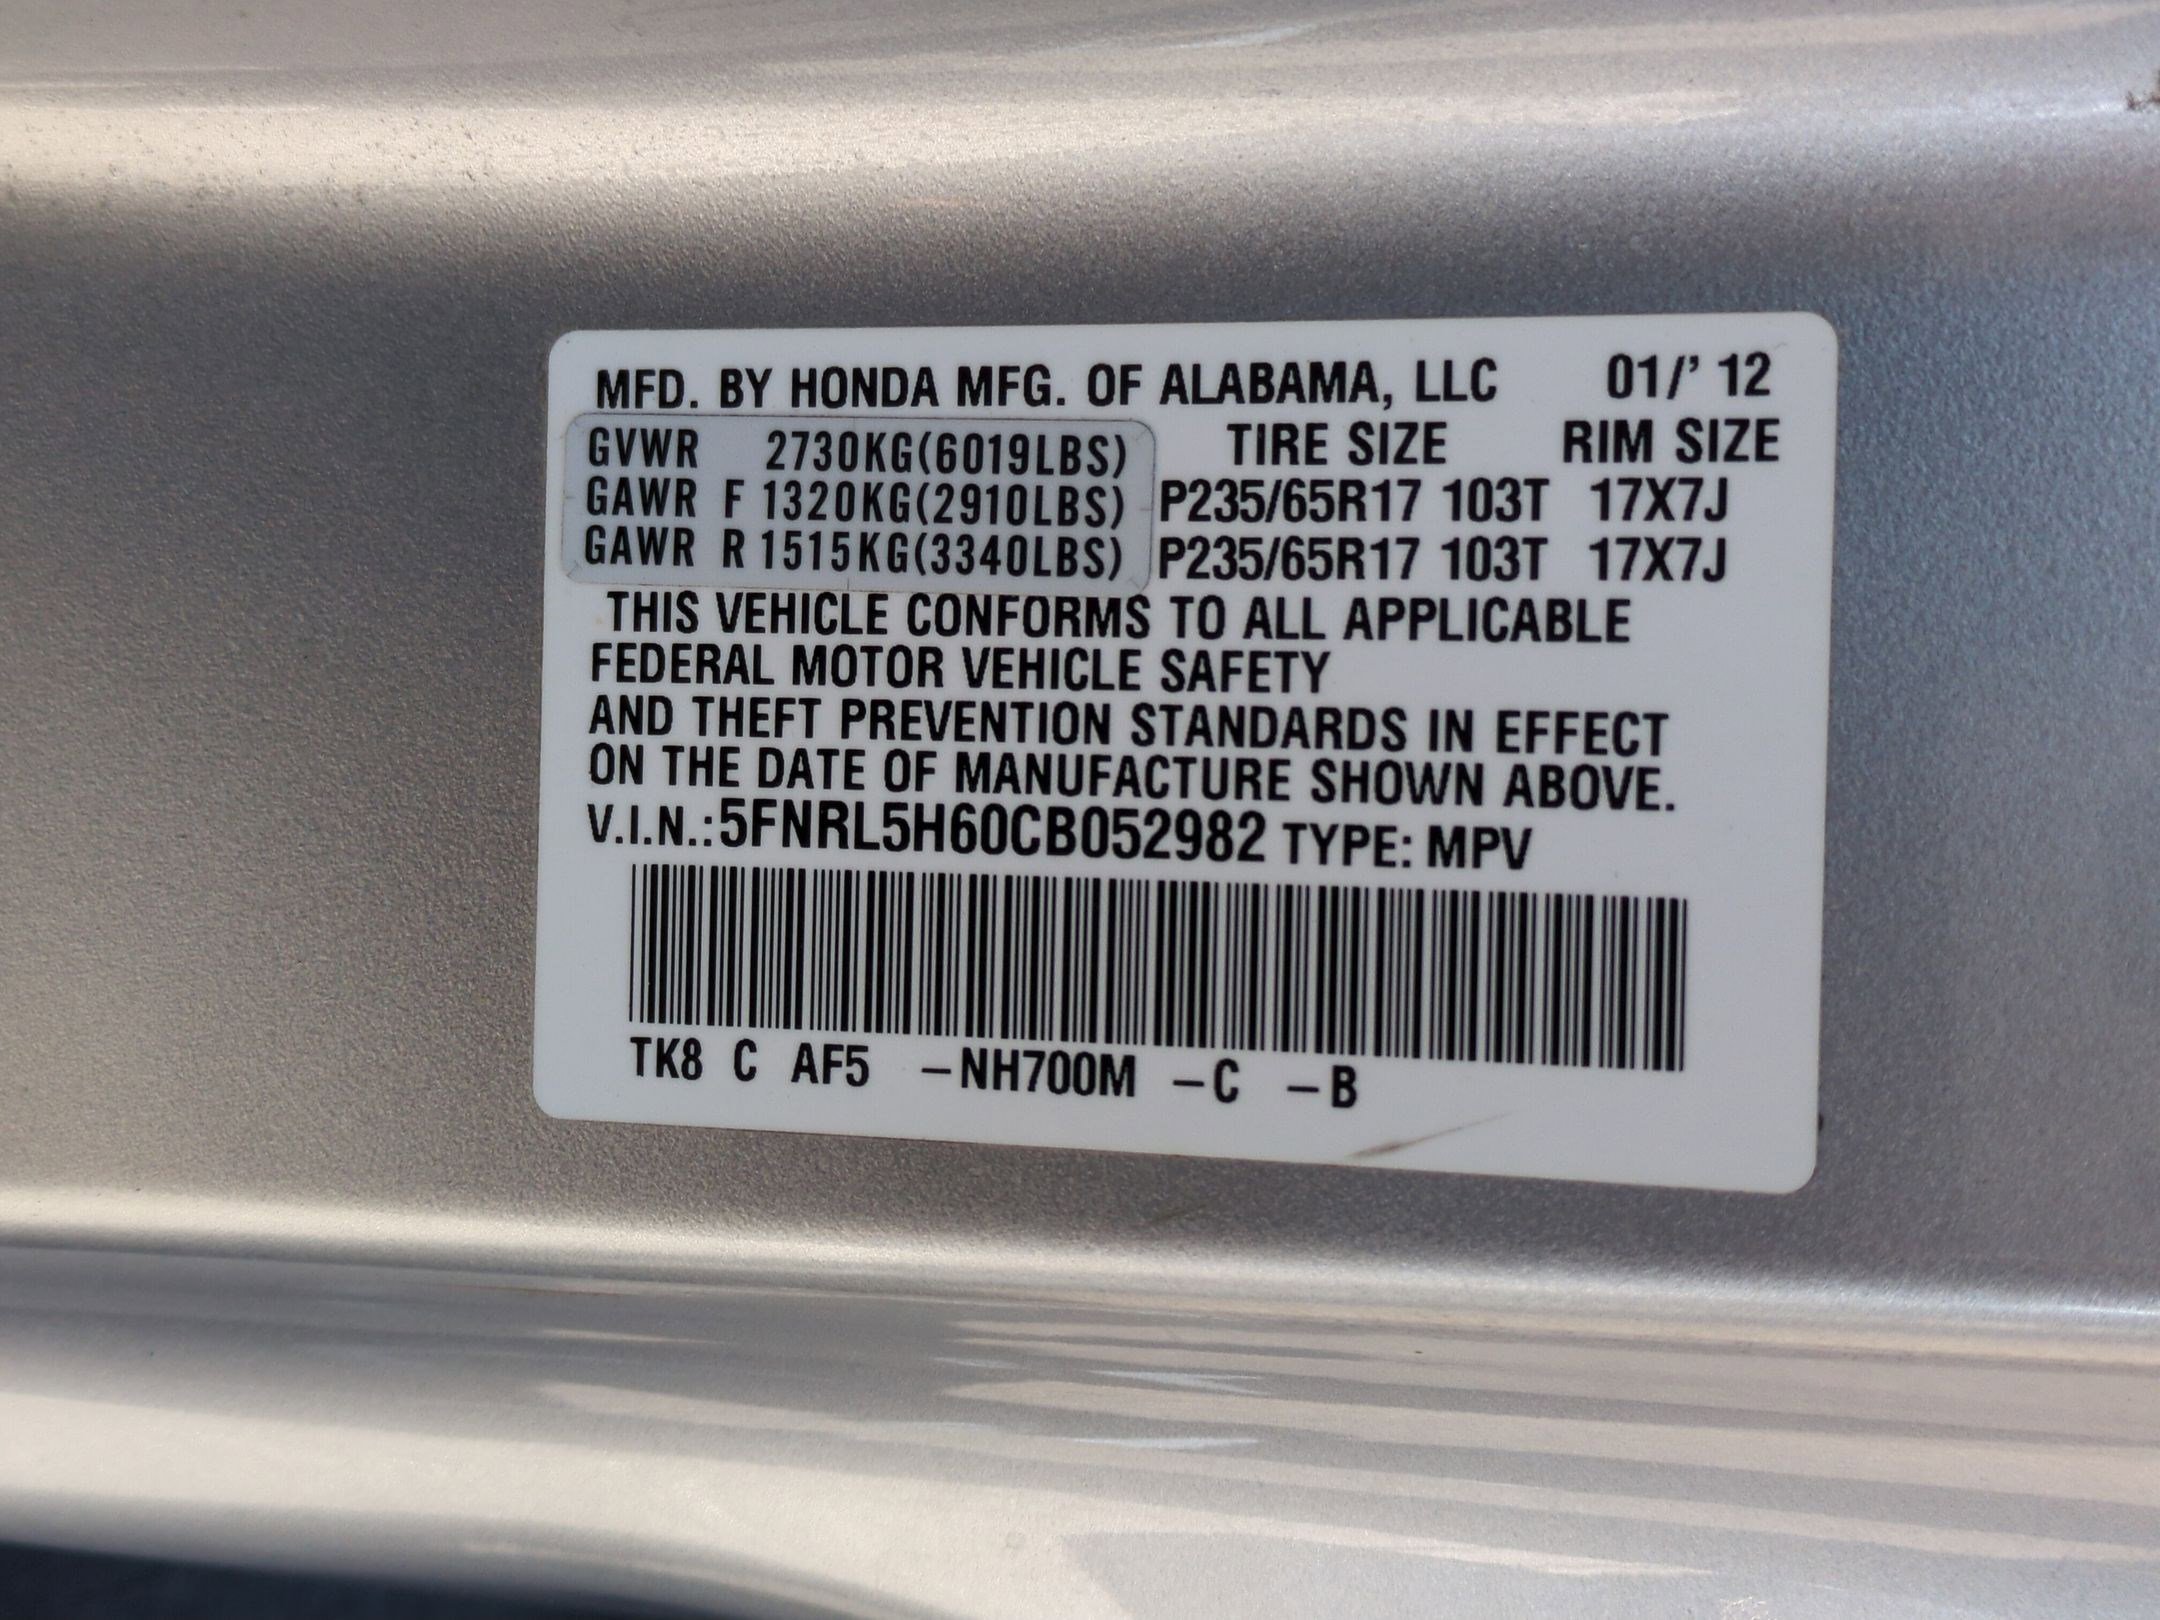 MFD. BY HONDA MFG. OF ALABAMA, LLC 01/' 12
GVWR 2730KG(6019LBS) TIRE SIZE RIM SIZE
GAWR F 1320KG(2910LBS) P235/65R17 103T 17X7J
GAWR R 1515KG(3340LBS) P235/65R17 103T 17X7J
THIS VEHICLE CONFORMS TO ALL APPLICABLE
FEDERAL MOTOR VEHICLE SAFETY
AND THEFT PREVENTION STANDARDS IN EFFECT
ON THE DATE OF MANUFACTURE SHOWN ABOVE.
V.I.N.:5FNRL5H60CB052982 TYPE: MPV
TK8 C AF5 –NH700M –C –B